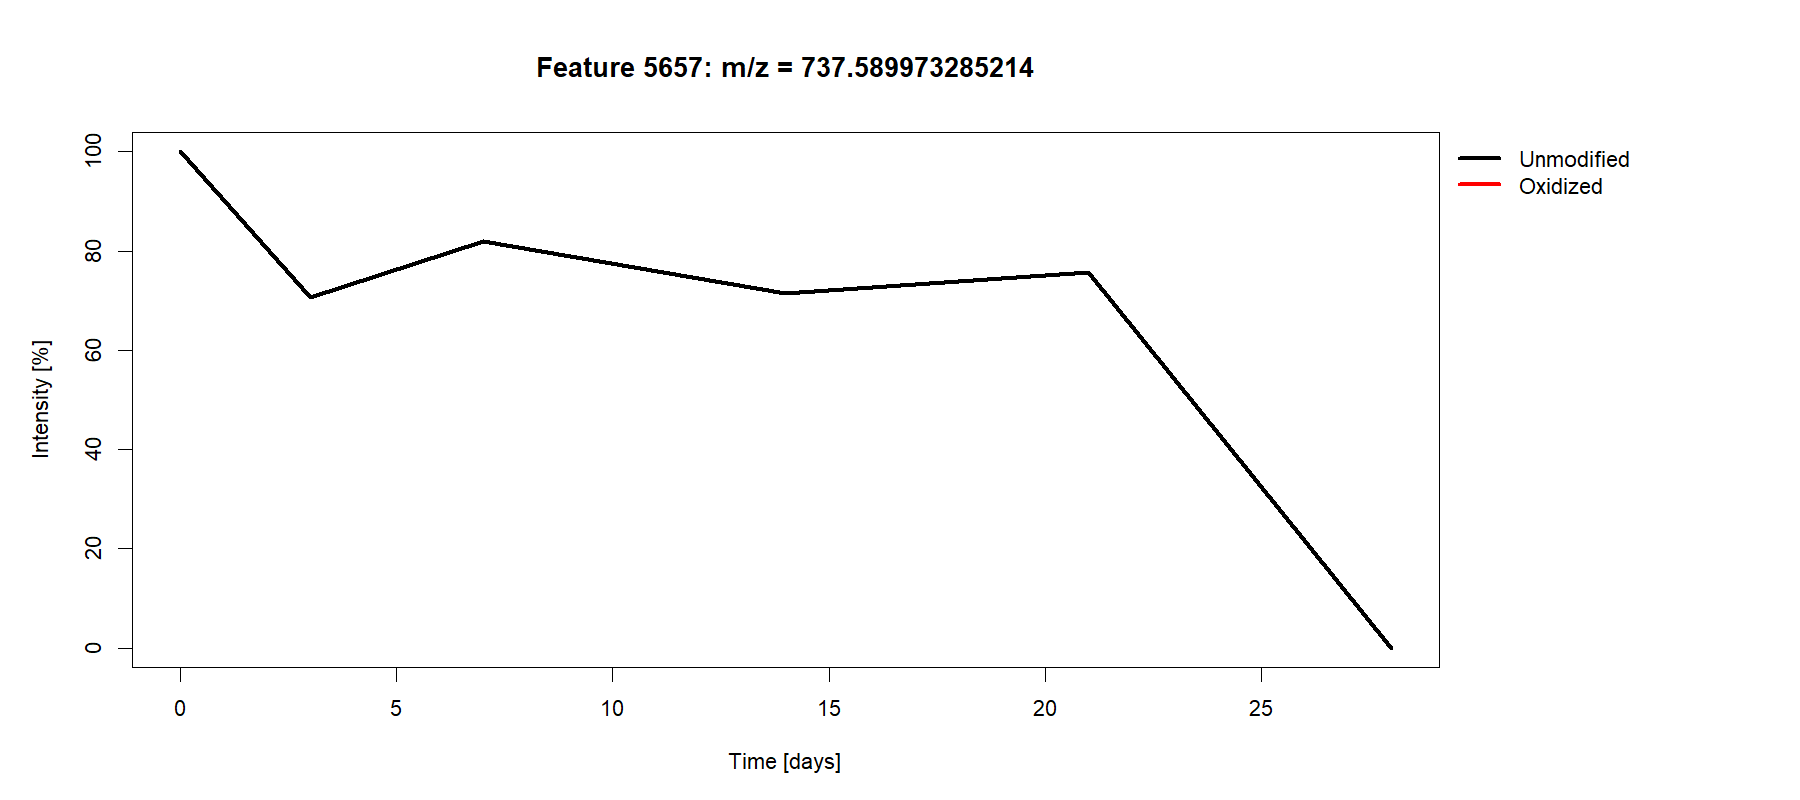 Feature 5657: m/z = 737.589973285214
Unmodified
Oxidized
100
80
60
40
20
0
Intensity [%]
0 5 10 15 20 25
Time [days]